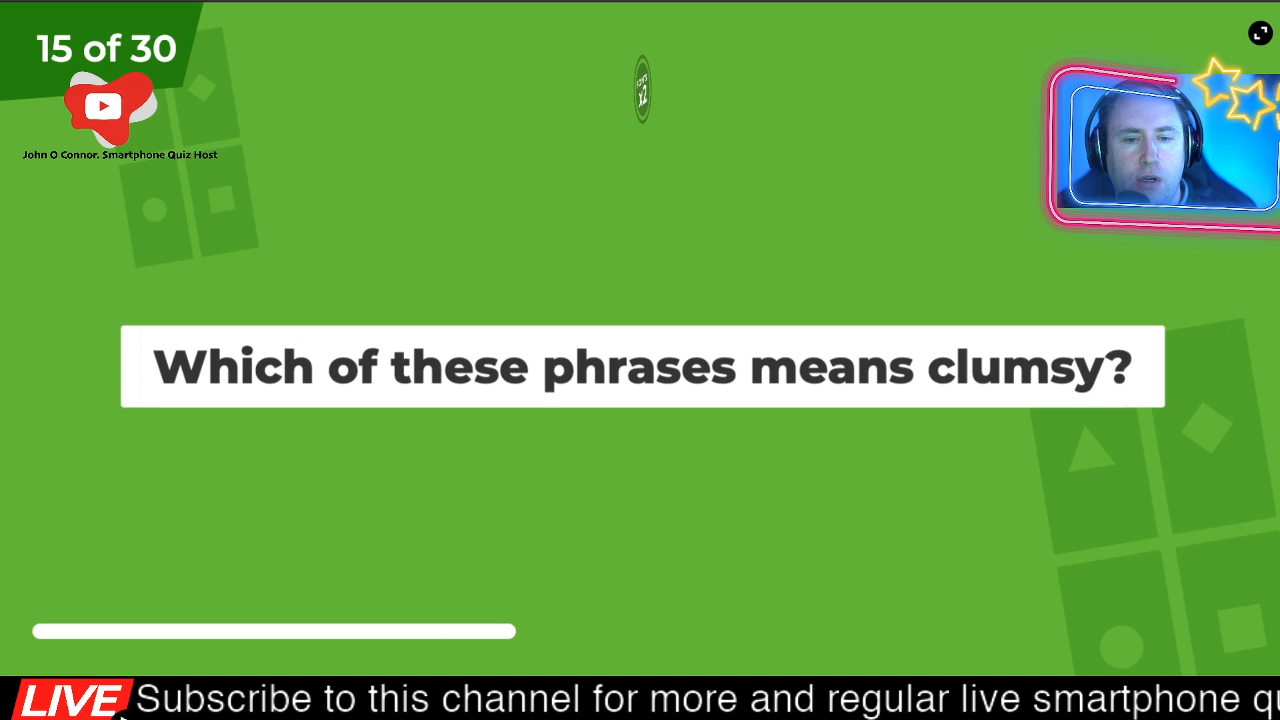 15 of 30
John O Connor. Smartphone Quiz Host
x2
Which of these phrases means clumsy?
LIVE Subscribe to this channel for more and regular live smartphone